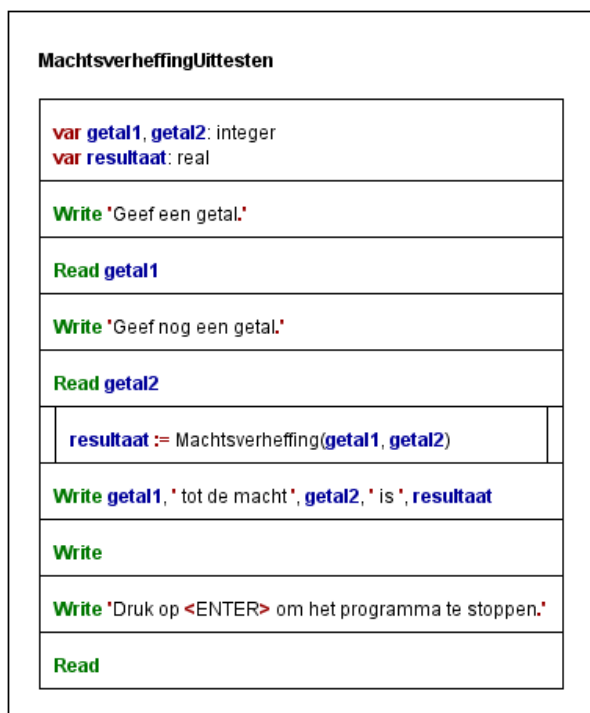 MachtsverheffingUittesten
var getal1, getal2: integer
var resultaat: real
Write 'Geef een getal.'
Read getal1
Write 'Geef nog een getal.'
Read getal2
resultaat := Machtsverheffing(getal1, getal2)
Write getal1, ' tot de macht ', getal2, ' is ', resultaat
Write
Write 'Druk op <ENTER> om het programma te stoppen.'
Read